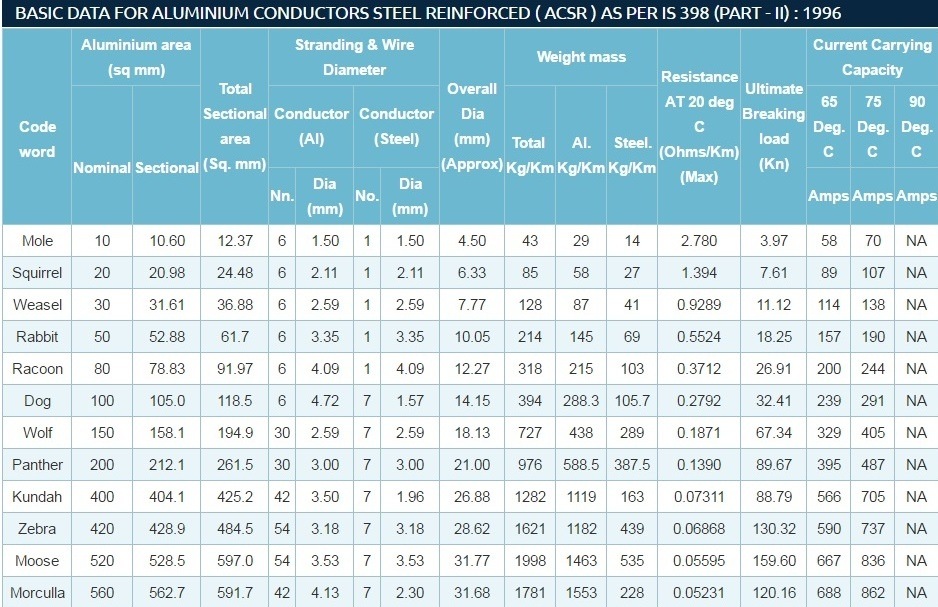 BASIC DATA FOR ALUMINIUM CONDUCTORS STEEL REINFORCED ( ACSR ) AS PER IS 398 (PART - II) : 1996
Code word | Aluminium area (sq mm) | Total Sectional area (Sq. mm) | Stranding & Wire Diameter | Overall Dia (mm) (Approx) | Weight mass | Resistance AT 20 deg C (Ohms/Km) (Max) | Ultimate Breaking load (Kn) | Current Carrying Capacity
Nominal | Sectional | Conductor (Al) | Conductor (Steel) | Total Kg/Km | Al. Kg/Km | Steel. Kg/Km | 65 Deg. C | 75 Deg. C | 90 Deg. C
Nn. | Dia (mm) | No. | Dia (mm) | Amps | Amps | Amps
Mole | 10 | 10.60 | 12.37 | 6 | 1.50 | 1 | 1.50 | 4.50 | 43 | 29 | 14 | 2.780 | 3.97 | 58 | 70 | NA
Squirrel | 20 | 20.98 | 24.48 | 6 | 2.11 | 1 | 2.11 | 6.33 | 85 | 58 | 27 | 1.394 | 7.61 | 89 | 107 | NA
Weasel | 30 | 31.61 | 36.88 | 6 | 2.59 | 1 | 2.59 | 7.77 | 128 | 87 | 41 | 0.9289 | 11.12 | 114 | 138 | NA
Rabbit | 50 | 52.88 | 61.7 | 6 | 3.35 | 1 | 3.35 | 10.05 | 214 | 145 | 69 | 0.5524 | 18.25 | 157 | 190 | NA
Racoon | 80 | 78.83 | 91.97 | 6 | 4.09 | 1 | 4.09 | 12.27 | 318 | 215 | 103 | 0.3712 | 26.91 | 200 | 244 | NA
Dog | 100 | 105.0 | 118.5 | 6 | 4.72 | 7 | 1.57 | 14.15 | 394 | 288.3 | 105.7 | 0.2792 | 32.41 | 239 | 291 | NA
Wolf | 150 | 158.1 | 194.9 | 30 | 2.59 | 7 | 2.59 | 18.13 | 727 | 438 | 289 | 0.1871 | 67.34 | 329 | 405 | NA
Panther | 200 | 212.1 | 261.5 | 30 | 3.00 | 7 | 3.00 | 21.00 | 976 | 588.5 | 387.5 | 0.1390 | 89.67 | 395 | 487 | NA
Kundah | 400 | 404.1 | 425.2 | 42 | 3.50 | 7 | 1.96 | 26.88 | 1282 | 1119 | 163 | 0.07311 | 88.79 | 566 | 705 | NA
Zebra | 420 | 428.9 | 484.5 | 54 | 3.18 | 7 | 3.18 | 28.62 | 1621 | 1182 | 439 | 0.06868 | 130.32 | 590 | 737 | NA
Moose | 520 | 528.5 | 597.0 | 54 | 3.53 | 7 | 3.53 | 31.77 | 1998 | 1463 | 535 | 0.05595 | 159.60 | 667 | 836 | NA
Morculla | 560 | 562.7 | 591.7 | 42 | 4.13 | 7 | 2.30 | 31.68 | 1781 | 1553 | 228 | 0.05231 | 120.16 | 688 | 862 | NA